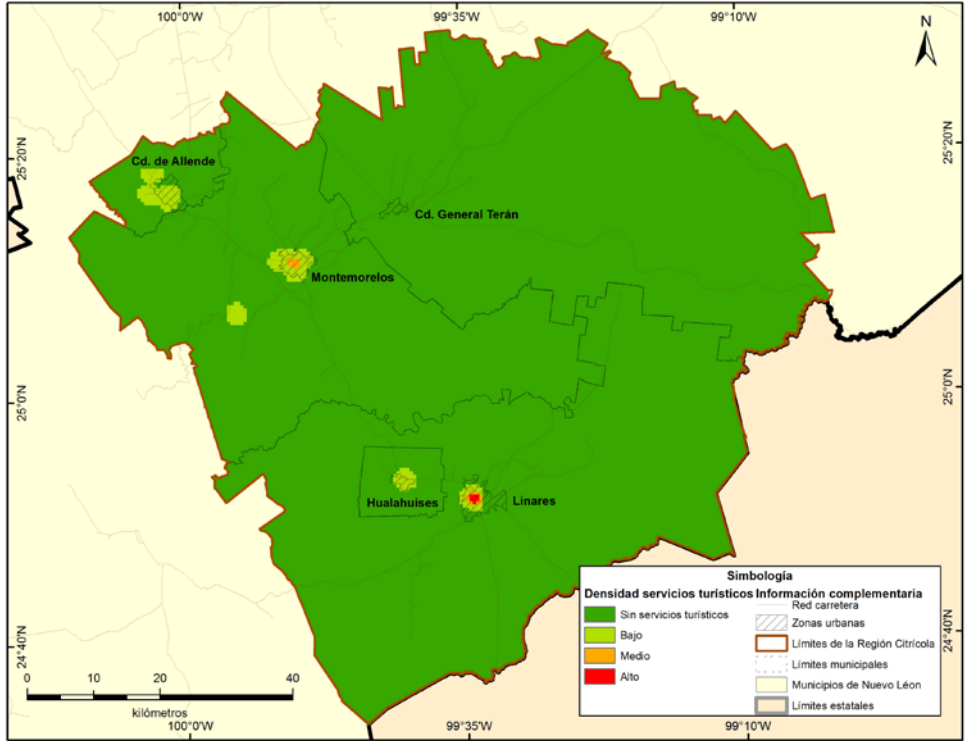 100°0'W
99°35'W
99°10'W
N
25°20'N
25°20'N
Cd. de Allende
Cd. General Terán
Montemorelos
25°0'N
25°0'N
Hualahuises
Linares
24°40'N
24°40'N
Simbología
Densidad servicios turísticos
Sin servicios turísticos
Bajo
Medio
Alto
Información complementaria
Red carretera
Zonas urbanas
Límites de la Región Citrícola
Límites municipales
Municipios de Nuevo Léon
Límites estatales
0 10 20 40
kilómetros
100°0'W
99°35'W
99°10'W